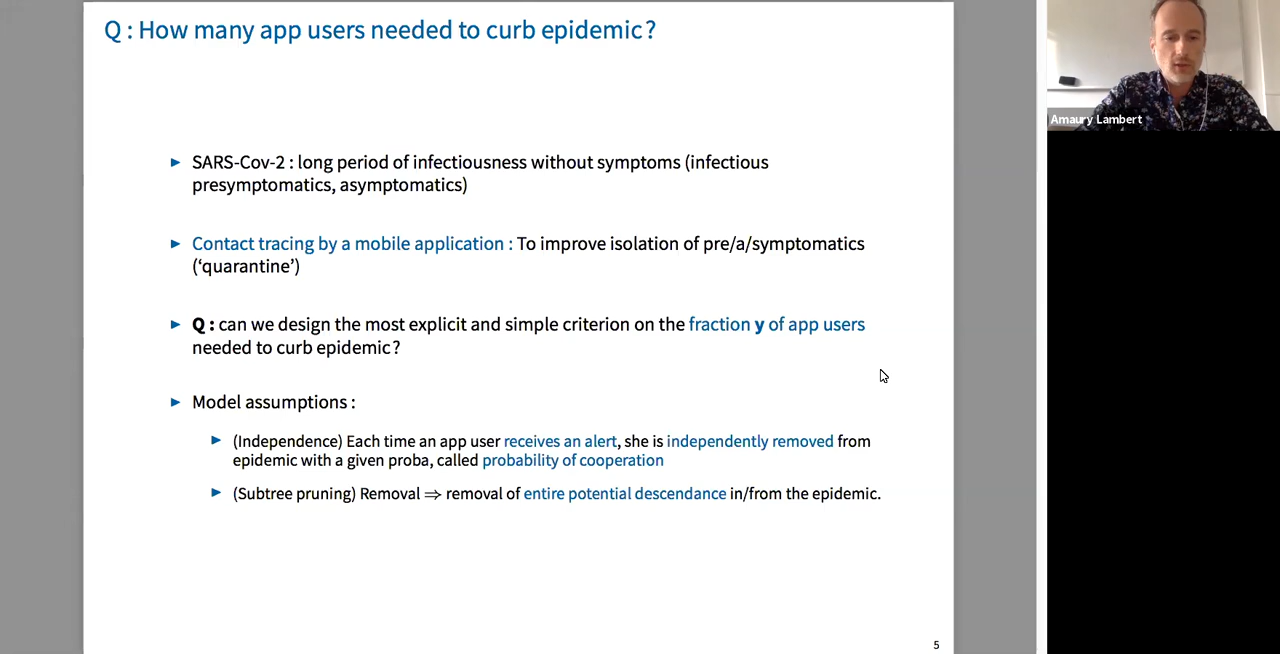 Q : How many app users needed to curb epidemic ?
Amaury Lambert
► SARS-Cov-2 : long period of infectiousness without symptoms (infectious
presymptomatics, asymptomatics)
► Contact tracing by a mobile application : To improve isolation of pre/a/symptomatics
(‘quarantine’)
► Q : can we design the most explicit and simple criterion on the fraction y of app users
needed to curb epidemic ?
► Model assumptions :
► (Independence) Each time an app user receives an alert, she is independently removed from
epidemic with a given proba, called probability of cooperation
► (Subtree pruning) Removal ⇒ removal of entire potential descendance in/from the epidemic.
5